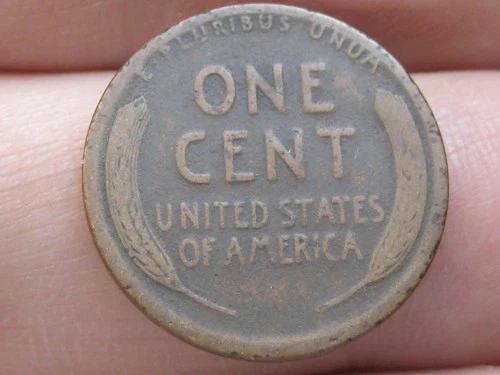 E PLURIBUS UNUM
ONE
CENT
UNITED STATES
OF AMERICA